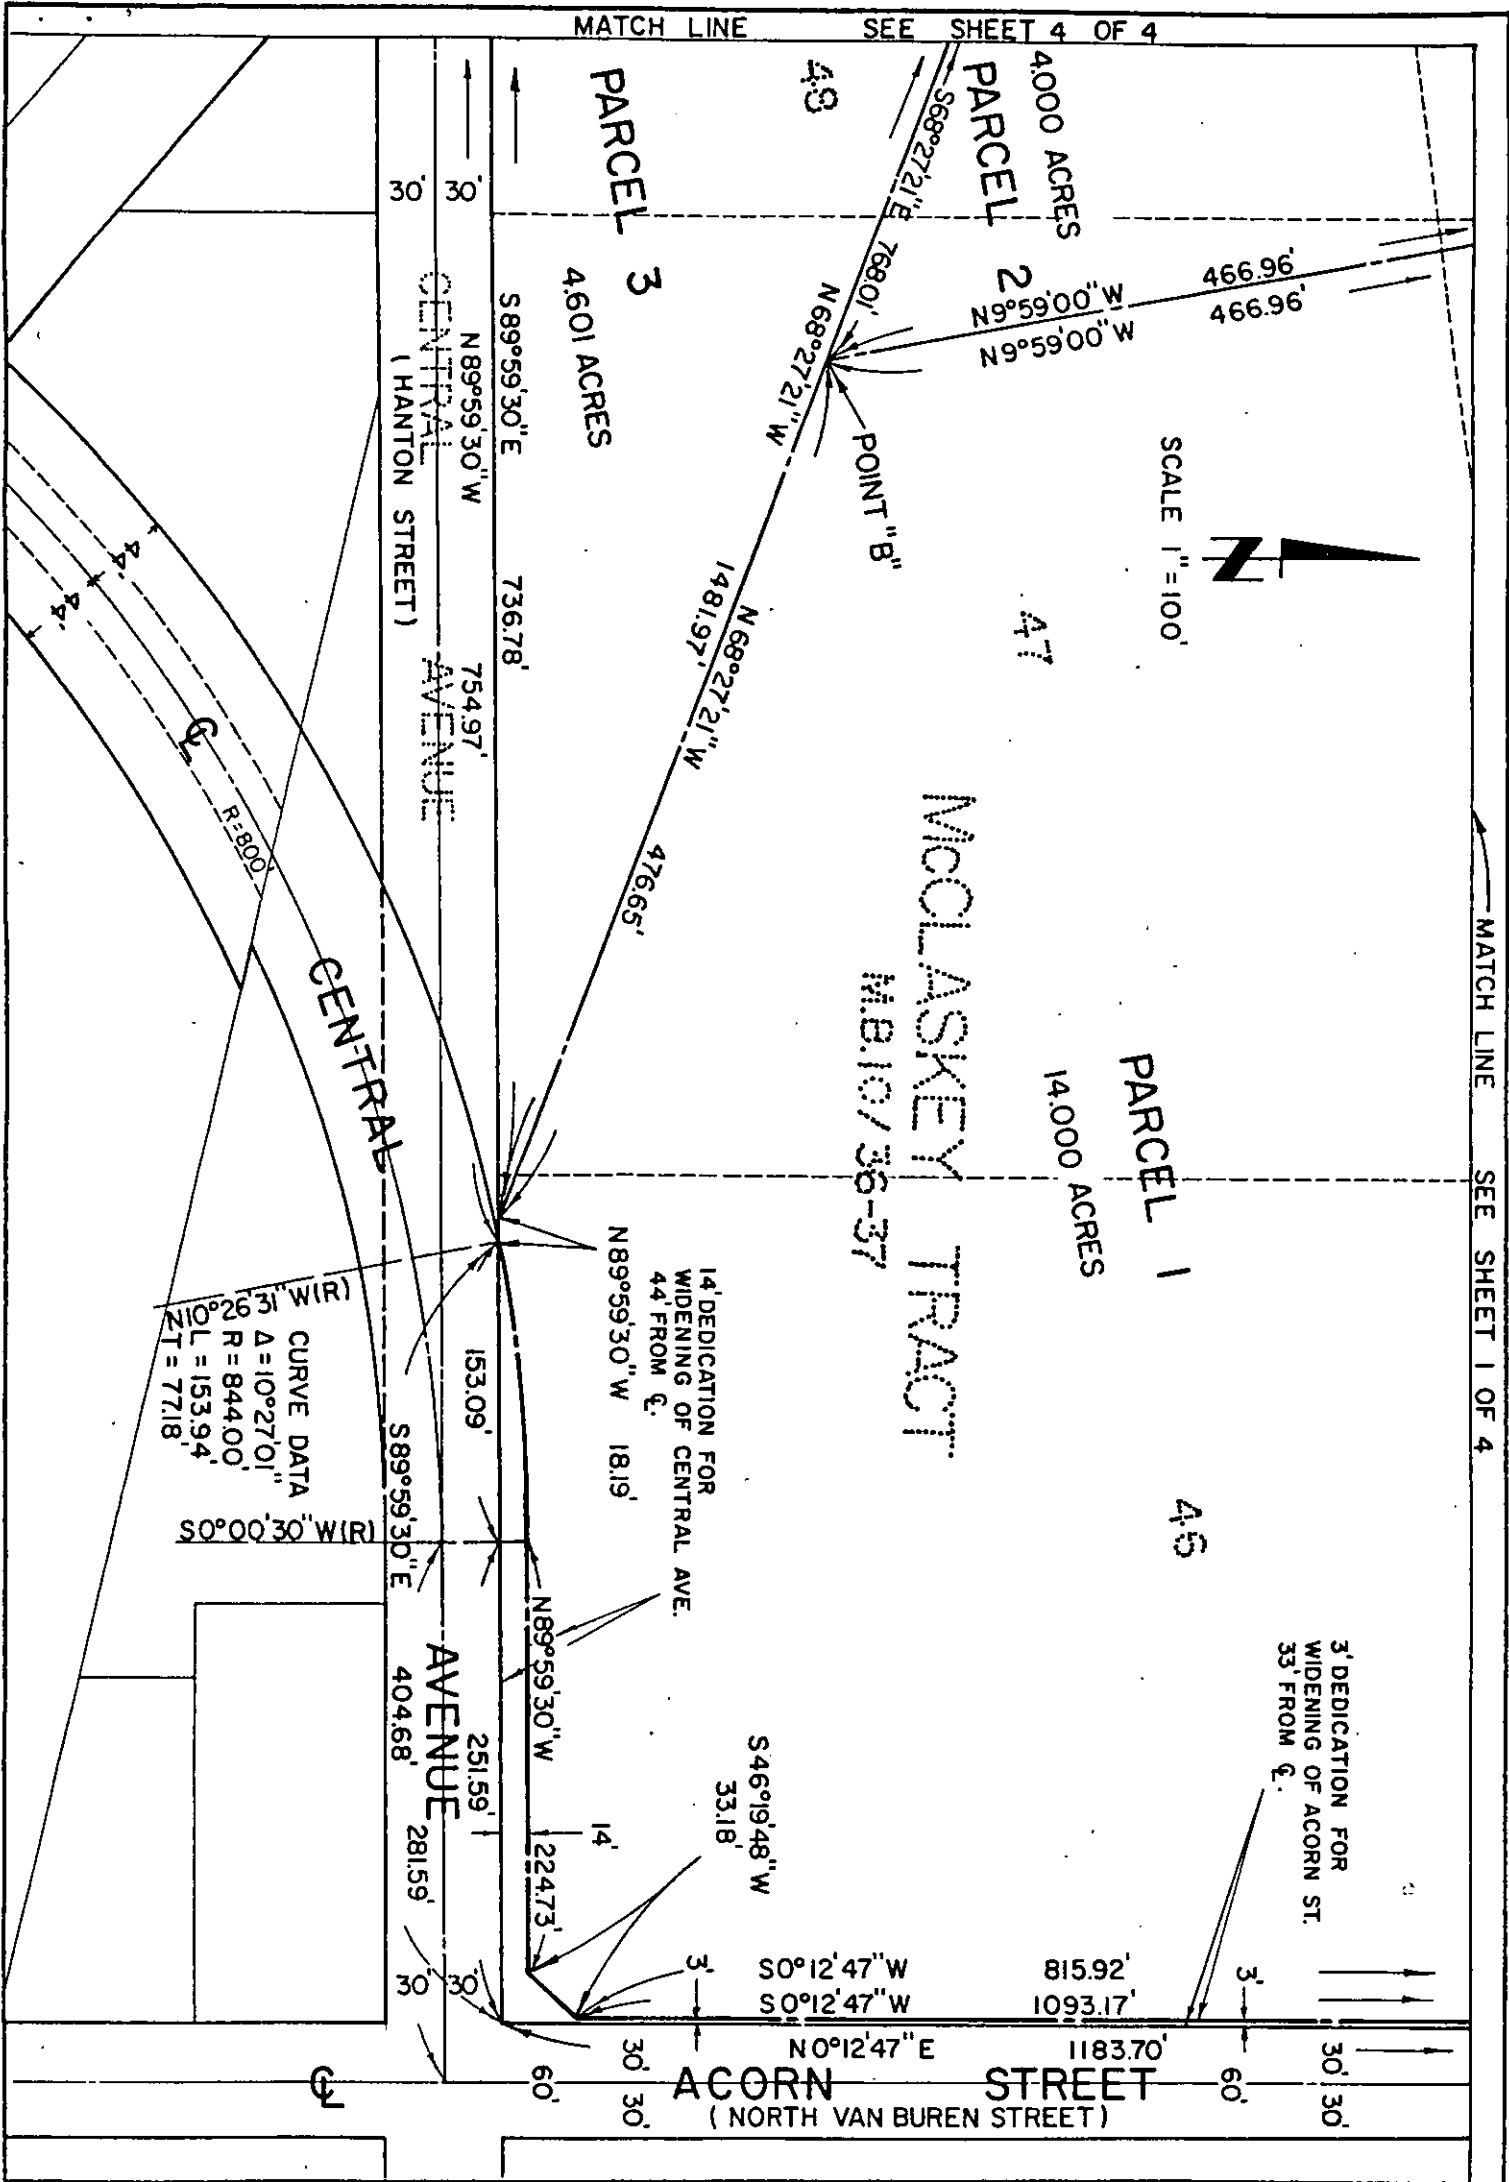 MATCH LINE SEE SHEET 4 OF 4
MATCH LINE SEE SHEET 1 OF 4
4.000 ACRES
PARCEL 2
48
PARCEL 3
4.601 ACRES
S68°27'21"E 768.01'
N68°27'21"W
N9°59'00"W 466.96'
N9°59'00"W 466.96'
POINT "B"
SCALE 1"=100'
N
47
N68°27'21"W
1481.97'
476.65'
McCLASKEY TRACT
M.B.10/36-37
PARCEL 1
14.000 ACRES
46
30'
30'
S89°59'30"E 736.78'
N89°59'30"W 754.97'
CENTRAL AVENUE
(HANTON STREET)
44'
44'
CL
R=800'
CENTRAL AVENUE
14' DEDICATION FOR
WIDENING OF CENTRAL AVE.
44' FROM CL.
N89°59'30"W 18.19'
153.09'
N10°26'31"W(R)
CURVE DATA
Δ=10°27'01"
R=844.00'
L=153.94'
T=77.18'
S0°00'30"W(R)
S89°59'30"E 404.68'
N89°59'30"W
224.73'
14'
251.59'
281.59'
30'
30'
S46°19'48"W
33.18'
3' DEDICATION FOR
WIDENING OF ACORN ST.
33' FROM CL.
3'
3'
S0°12'47"W 815.92'
S0°12'47"W 1093.17'
N0°12'47"E 1183.70'
30'
30'
60'
30'
30'
60'
ACORN STREET
(NORTH VAN BUREN STREET)
CL